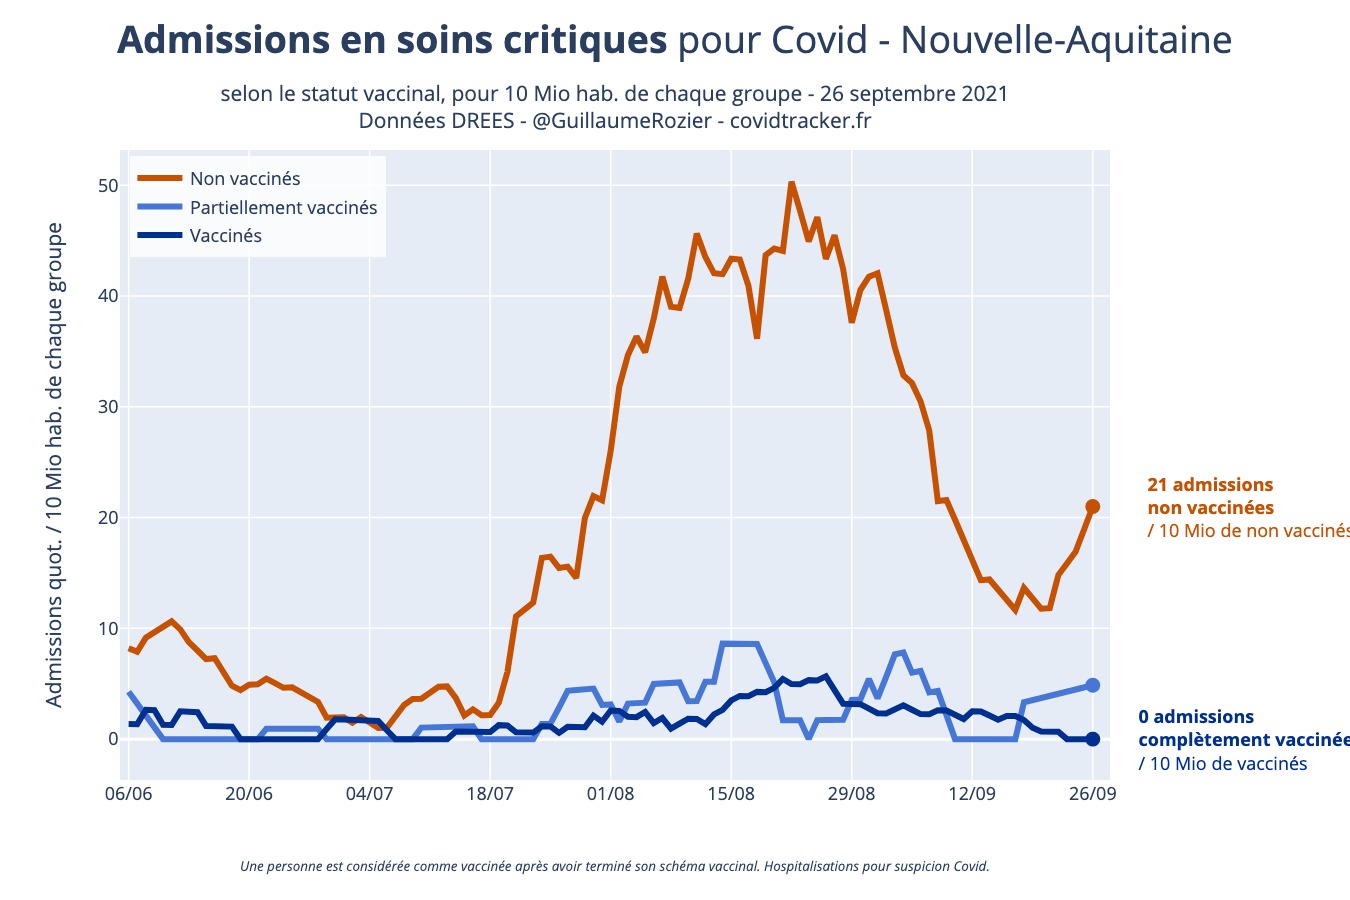 Admissions en soins critiques pour Covid - Nouvelle-Aquitaine
selon le statut vaccinal, pour 10 Mio hab. de chaque groupe - 26 septembre 2021
Données DREES - @GuillaumeRozier - covidtracker.fr
Non vaccinés
Partiellement vaccinés
Vaccinés
Admissions quot. / 10 Mio hab. de chaque groupe
50
40
30
20
10
0
06/06
20/06
04/07
18/07
01/08
15/08
29/08
12/09
26/09
21 admissions
non vaccinées
/ 10 Mio de non vaccinés
0 admissions
complètement vaccinée
/ 10 Mio de vaccinés
Une personne est considérée comme vaccinée après avoir terminé son schéma vaccinal. Hospitalisations pour suspicion Covid.